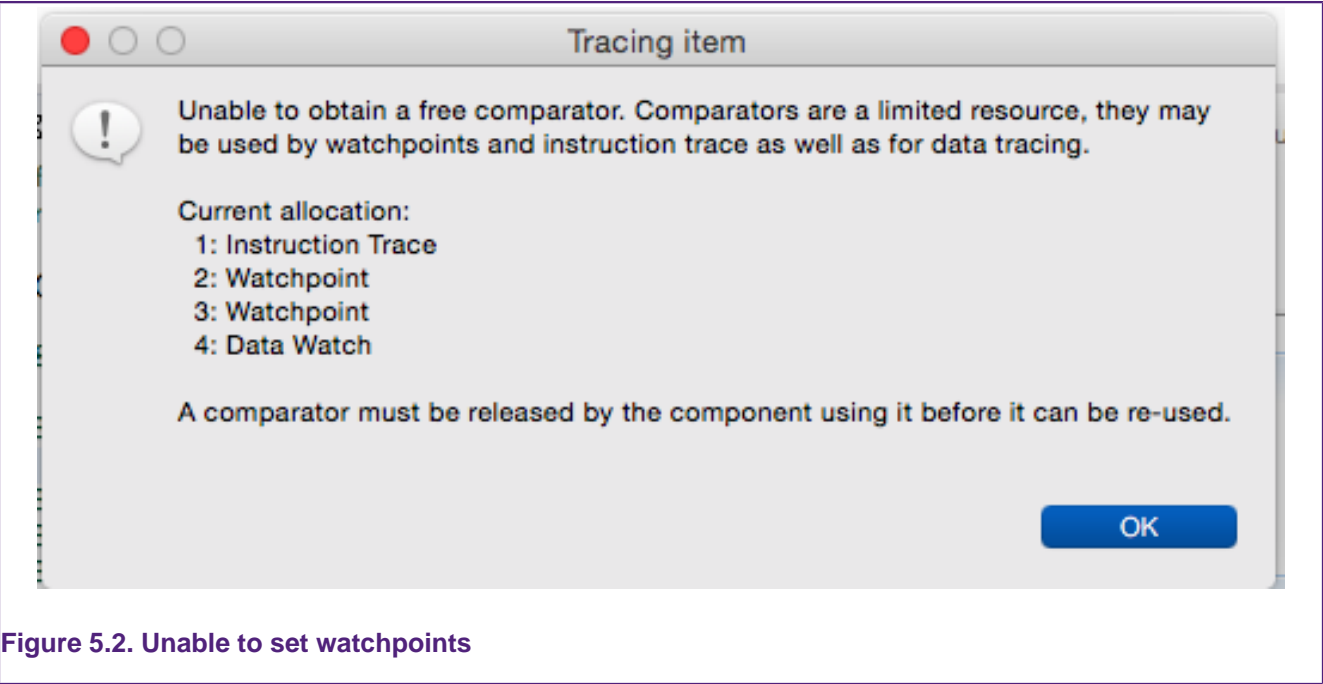 Tracing item
Unable to obtain a free comparator. Comparators are a limited resource, they may
be used by watchpoints and instruction trace as well as for data tracing.
Current allocation:
1: Instruction Trace
2: Watchpoint
3: Watchpoint
4: Data Watch
A comparator must be released by the component using it before it can be re-used.
OK
Figure 5.2. Unable to set watchpoints